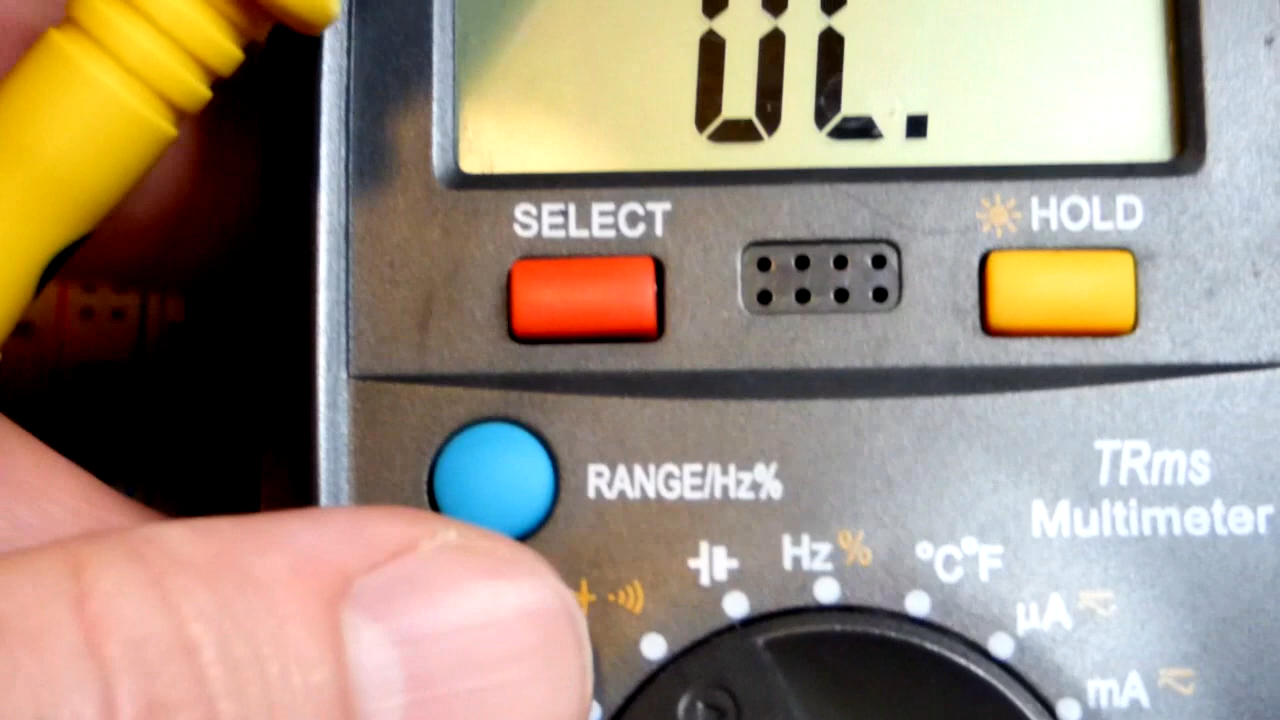 OL.
SELECT
HOLD
RANGE/Hz%
TRms
Multimeter
Hz %
°C°F
µA
mA